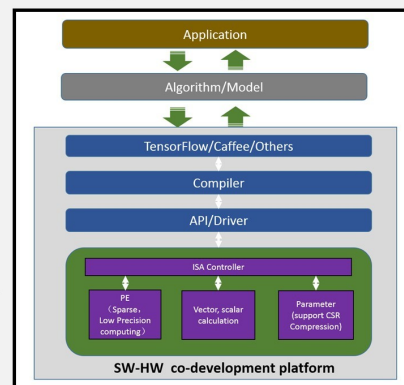 Application
Algorithm/Model
TensorFlow/Caffee/Others
Compiler
API/Driver
ISA Controller
PE
（Sparse，
Low Precision
computing）
Vector, scalar
calculation
Parameter
(support CSR
Compression)
SW-HW co-development platform